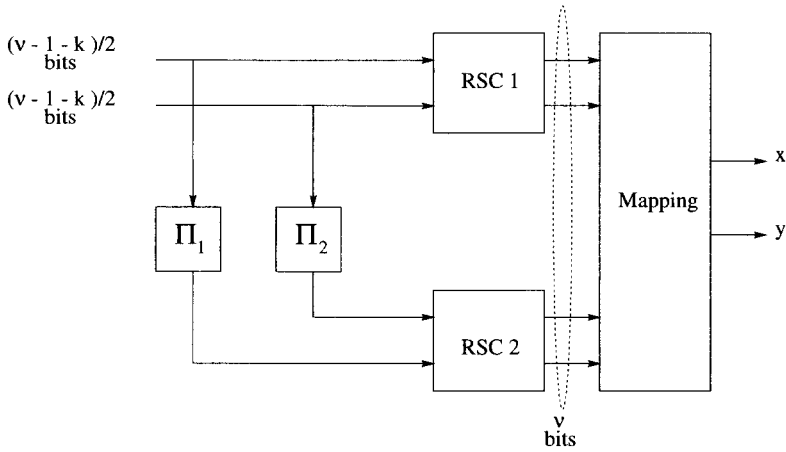 (ν - 1 - k )/2
bits
(ν - 1 - k )/2
bits
RSC 1
Mapping
x
y
Π1
Π2
RSC 2
ν
bits